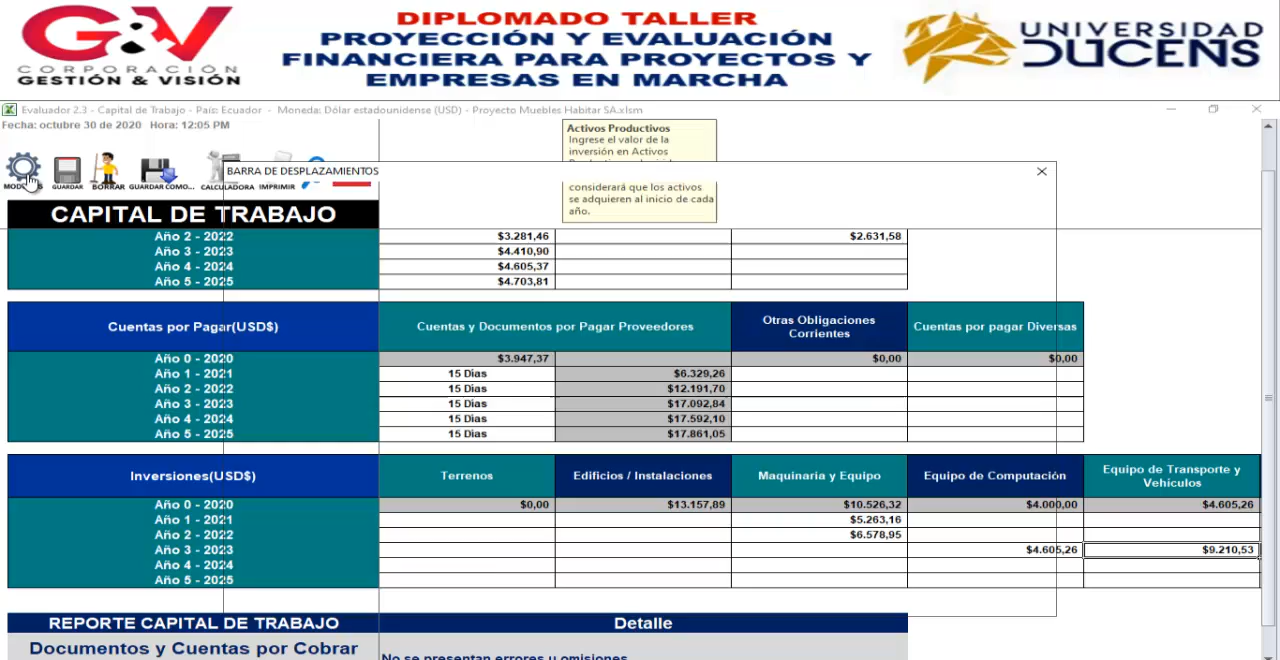 G&V
CORPORACIÓN
GESTIÓN & VISIÓN
DIPLOMADO TALLER
PROYECCIÓN Y EVALUACIÓN
FINANCIERA PARA PROYECTOS Y
EMPRESAS EN MARCHA
UNIVERSIDAD
DUCENS
Evaluador 2.3 - Capital de Trabajo - País: Ecuador - Moneda: Dólar estadounidense (USD) - Proyecto Muebles Habitar SA.xlsm
Fecha: octubre 30 de 2020 Hora: 12:05 PM
Activos Productivos
Ingrese el valor de la
inversión en Activos
considerará que los activos
se adquieren al inicio de cada
año.
BARRA DE DESPLAZAMIENTOS
GUARDAR BORRAR GUARDAR COMO... CALCULADORA IMPRIMIR
CAPITAL DE TRABAJO
Año 2 - 2022 $3.281,46 $2.631,58
Año 3 - 2023 $4.410,90
Año 4 - 2024 $4.605,37
Año 5 - 2025 $4.703,81
Cuentas por Pagar(USD$) Cuentas y Documentos por Pagar Proveedores Otras Obligaciones Corrientes Cuentas por pagar Diversas
Año 0 - 2020 $3.947,37 $0,00 $0,00
Año 1 - 2021 15 Dias $6.329,26
Año 2 - 2022 15 Dias $12.191,70
Año 3 - 2023 15 Dias $17.092,84
Año 4 - 2024 15 Dias $17.592,10
Año 5 - 2025 15 Dias $17.861,05
Inversiones(USD$) Terrenos Edificios / Instalaciones Maquinaria y Equipo Equipo de Computación Equipo de Transporte y Vehículos
Año 0 - 2020 $0,00 $13.157,89 $10.526,32 $4.000,00 $4.605,26
Año 1 - 2021 $5.263,16
Año 2 - 2022 $6.578,95
Año 3 - 2023 $4.605,26 $9.210,53
Año 4 - 2024
Año 5 - 2025
REPORTE CAPITAL DE TRABAJO Detalle
Documentos y Cuentas por Cobrar
No se presentan errores u omisiones